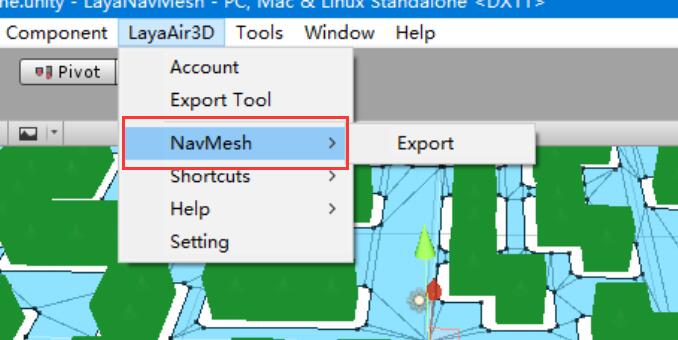 ne.unity - LayaNavMesh - PC, Mac & Linux Standalone <DX11>
Component LayaAir3D Tools Window Help
Pivot
Account
Export Tool
NavMesh
Export
Shortcuts
Help
Setting